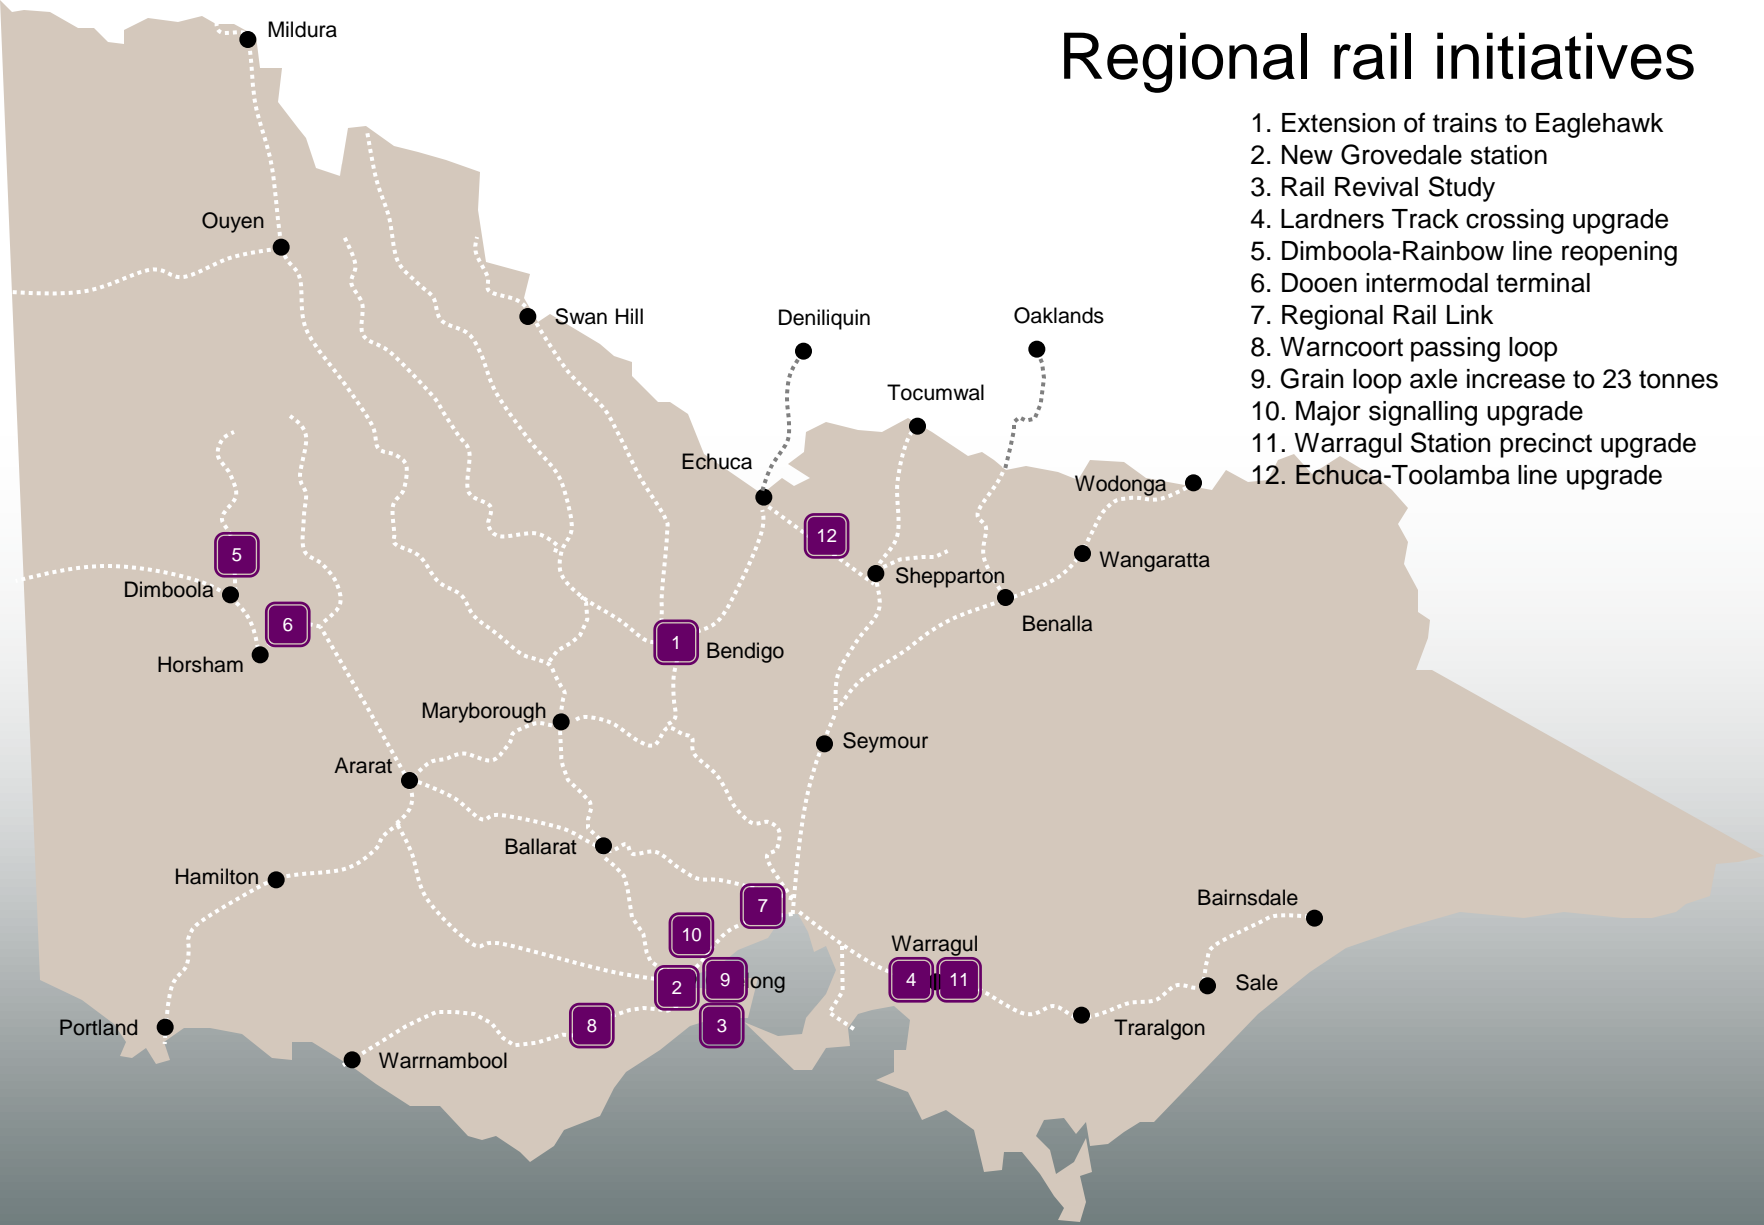 Regional rail initiatives
1. Extension of trains to Eaglehawk
2. New Grovedale station
3. Rail Revival Study
4. Lardners Track crossing upgrade
5. Dimboola-Rainbow line reopening
6. Dooen intermodal terminal
7. Regional Rail Link
8. Warncoort passing loop
9. Grain loop axle increase to 23 tonnes
10. Major signalling upgrade
11. Warragul Station precinct upgrade
12. Echuca-Toolamba line upgrade
Mildura
Ouyen
Swan Hill
Deniliquin
Oaklands
Tocumwal
Echuca
Wodonga
12
5
Wangaratta
Shepparton
Dimboola
6
Benalla
1
Bendigo
Horsham
Maryborough
Seymour
Ararat
Ballarat
Hamilton
7
Bairnsdale
10
Warragul
2
9
ong
4
11
Sale
8
3
Traralgon
Portland
Warrnambool